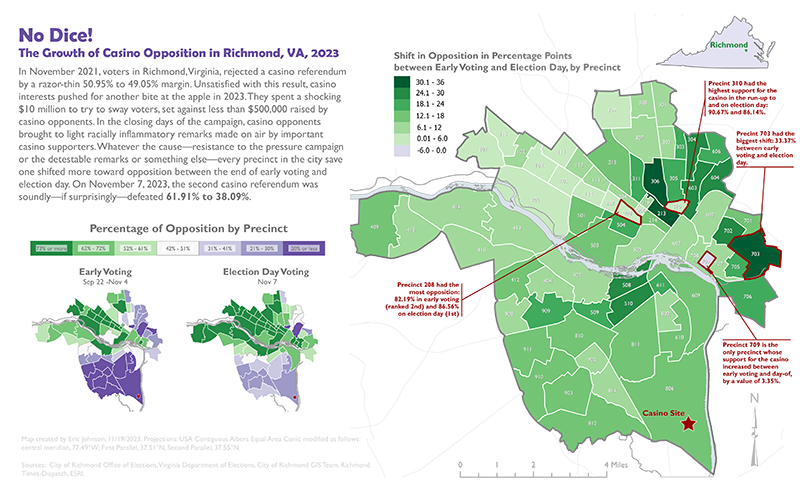 No Dice!
The Growth of Casino Opposition in Richmond, VA, 2023
In November 2021, voters in Richmond, Virginia, rejected a casino referendum
by a razor-thin 50.95% to 49.05% margin. Unsatisfied with this result, casino
interests pushed for another bite at the apple in 2023. They spent a shocking
$10 million to try to sway voters, set against less than $500,000 raised by
casino opponents. In the closing days of the campaign, casino opponents
brought to light racially inflammatory remarks made on air by important
casino supporters. Whatever the cause—resistance to the pressure campaign
or the detestable remarks or something else—every precinct in the city save
one shifted more toward opposition between the end of early voting and
election day. On November 7, 2023, the second casino referendum was
soundly—if surprisingly—defeated 61.91% to 38.09%.
Percentage of Opposition by Precinct
73% or more
62% - 72%
52% - 61%
42% - 51%
31% - 41%
21% - 30%
20% or less
Early Voting
Sep 22 -Nov 4
Election Day Voting
Nov 7
Map created by Eric Johnson, 11/19/2023. Projections: USA Contiguous Albers Equal Area Conic modified as follows:
central meridian, 77.49°W; First Parallel, 37.51°N; Second Parallel, 37.55°N.
Sources: City of Richmond Office of Elections, Virginia Department of Elections, City of Richmond GIS Team, Richmond
Times-Dispatch, ESRI.
Shift in Opposition in Percentage Points
between Early Voting and Election Day, by Precinct
30.1 - 36
24.1 - 30
18.1 - 24
12.1 - 18
6.1 - 12
0.01 - 6.0
-6.0 - 0.0
Richmond
Precinct 310 had the
highest support for the
casino in the run-up to
and on election day:
90.67% and 86.14%.
Precinct 703 had the
biggest shift: 33.37%
between early
voting and election
day.
Precinct 208 had the
most opposition:
82.19% in early voting
(ranked 2nd) and 86.56%
on election day (1st)
Precinct 709 is the
only precinct whose
support for the casino
increased between
early voting and day-of,
by a value of 3.35%.
306
304
606
604
603
305
213
504
501
503
702
701
703
705
706
409
413
410
412
404
402
508
510
509
609
611
610
911
910
903
814
806
812
Casino Site
N
0
1
2
4 Miles